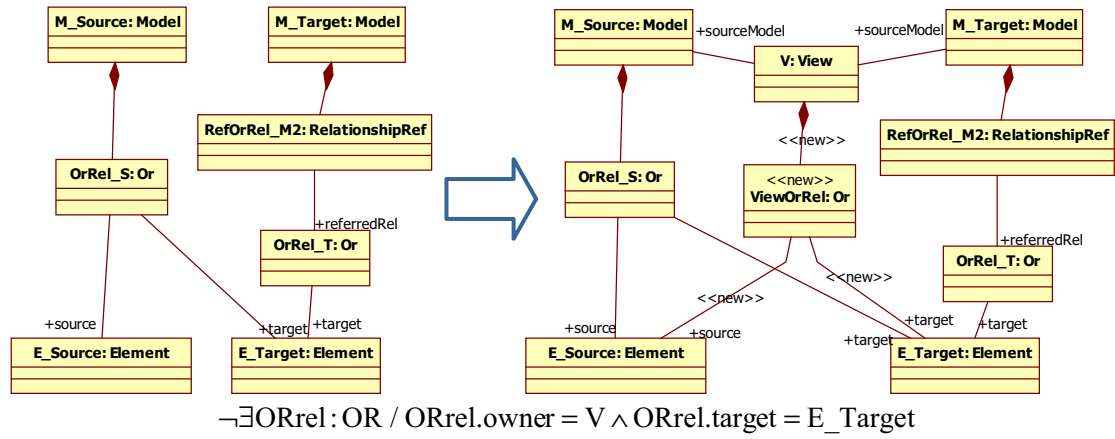 M_Source: Model
M_Target: Model
RefOrRel_M2: RelationshipRef
OrRel_S: Or
+referredRel
OrRel_T: Or
+source
+target
+target
E_Source: Element
E_Target: Element
M_Source: Model
+sourceModel
+sourceModel
M_Target: Model
V: View
RefOrRel_M2: RelationshipRef
<<new>>
OrRel_S: Or
<<new>>
ViewOrRel: Or
+referredRel
OrRel_T: Or
<<new>>
<<new>>
+source
+source
+target
+target
+target
E_Source: Element
E_Target: Element
¬∃ORrel : OR / ORrel.owner = V ∧ ORrel.target = E_Target